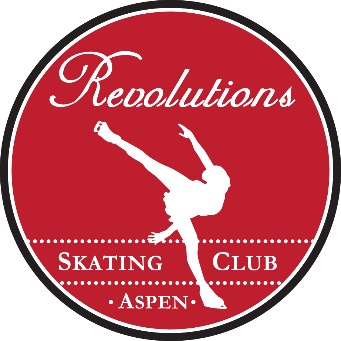 Revolutions
SKATING CLUB
· ASPEN ·